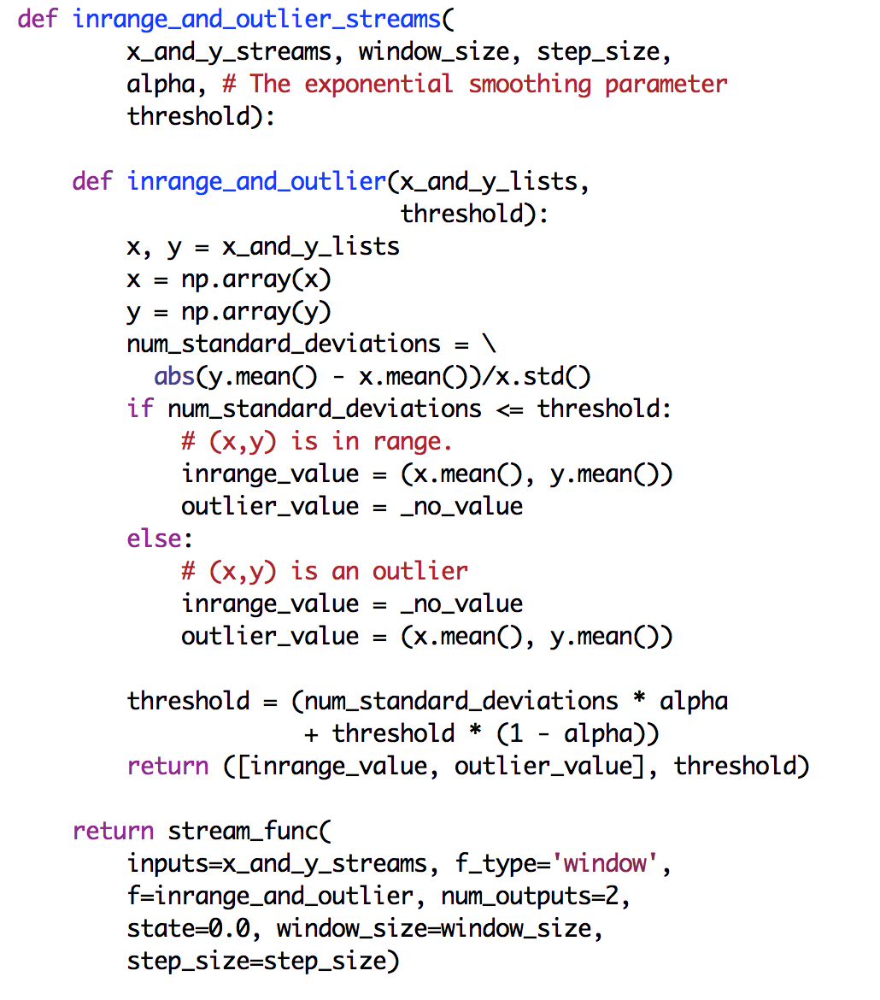 def inrange_and_outlier_streams(
        x_and_y_streams, window_size, step_size,
        alpha, # The exponential smoothing parameter
        threshold):

    def inrange_and_outlier(x_and_y_lists,
                            threshold):
        x, y = x_and_y_lists
        x = np.array(x)
        y = np.array(y)
        num_standard_deviations = \
          abs(y.mean() - x.mean())/x.std()
        if num_standard_deviations <= threshold:
            # (x,y) is in range.
            inrange_value = (x.mean(), y.mean())
            outlier_value = _no_value
        else:
            # (x,y) is an outlier
            inrange_value = _no_value
            outlier_value = (x.mean(), y.mean())

        threshold = (num_standard_deviations * alpha
                     + threshold * (1 - alpha))
        return ([inrange_value, outlier_value], threshold)

    return stream_func(
        inputs=x_and_y_streams, f_type='window',
        f=inrange_and_outlier, num_outputs=2,
        state=0.0, window_size=window_size,
        step_size=step_size)